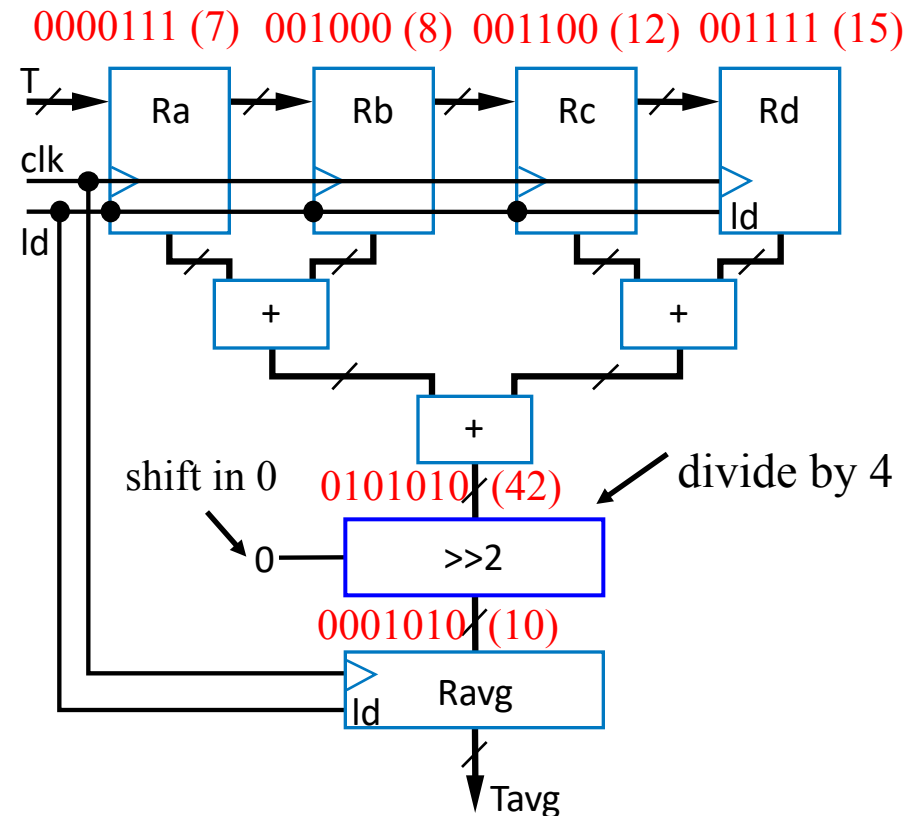 0000111 (7) 001000 (8) 001100 (12) 001111 (15)
T
Ra Rb Rc Rd
clk
ld
ld
+ +
+
shift in 0
divide by 4
0101010 (42)
0 >>2
0001010 (10)
Ravg
ld
Tavg